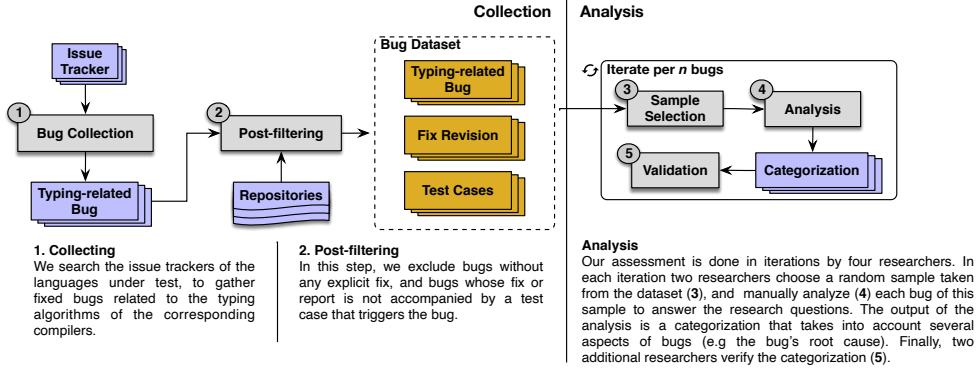 Collection
Analysis
Issue
Tracker
1
Bug Collection
Typing-related
Bug
2
Post-filtering
Repositories
Bug Dataset
Typing-related
Bug
Fix Revision
Test Cases
Iterate per n bugs
3
Sample
Selection
4
Analysis
5
Validation
Categorization
1. Collecting
We search the issue trackers of the
languages under test, to gather
fixed bugs related to the typing
algorithms of the corresponding
compilers.
2. Post-filtering
In this step, we exclude bugs without
any explicit fix, and bugs whose fix or
report is not accompanied by a test
case that triggers the bug.
Analysis
Our assessment is done in iterations by four researchers. In
each iteration two researchers choose a random sample taken
from the dataset (3), and manually analyze (4) each bug of this
sample to answer the research questions. The output of the
analysis is a categorization that takes into account several
aspects of bugs (e.g the bug's root cause). Finally, two
additional researchers verify the categorization (5).